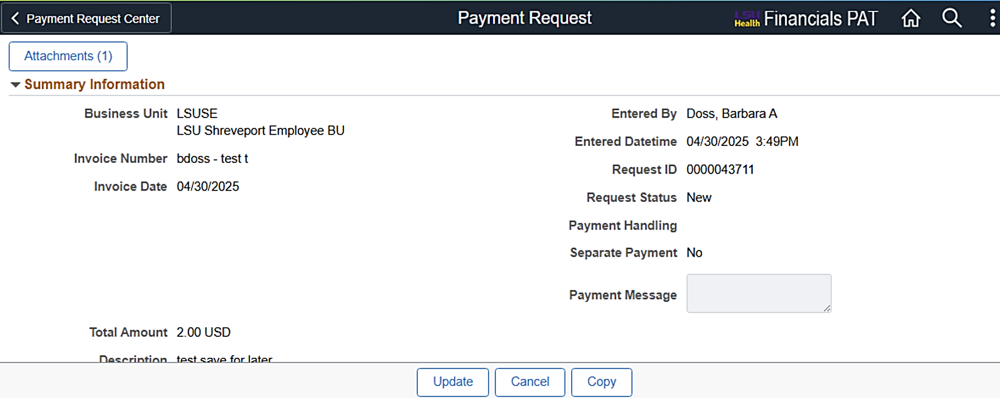 Payment Request Center
Payment Request
LSU Health Financials PAT
Attachments (1)
Summary Information
Business Unit LSUSE
LSU Shreveport Employee BU
Invoice Number bdoss - test t
Invoice Date 04/30/2025
Entered By Doss, Barbara A
Entered Datetime 04/30/2025 3:49PM
Request ID 0000043711
Request Status New
Payment Handling
Separate Payment No
Payment Message
Total Amount 2.00 USD
Description test save for later
Update Cancel Copy